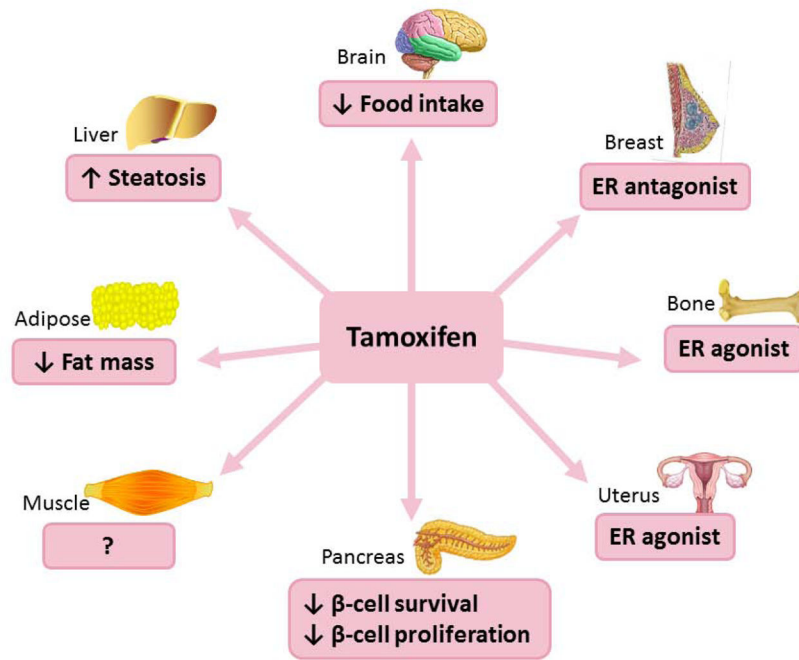 Brain
↓ Food intake
Liver
↑ Steatosis
Breast
ER antagonist
Adipose
↓ Fat mass
Tamoxifen
Bone
ER agonist
Muscle
?
Uterus
ER agonist
Pancreas
↓ β-cell survival
↓ β-cell proliferation